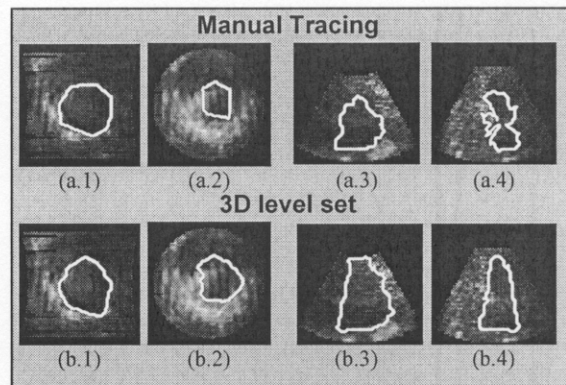 Manual Tracing
(a.1) (a.2) (a.3) (a.4)
3D level set
(b.1) (b.2) (b.3) (b.4)